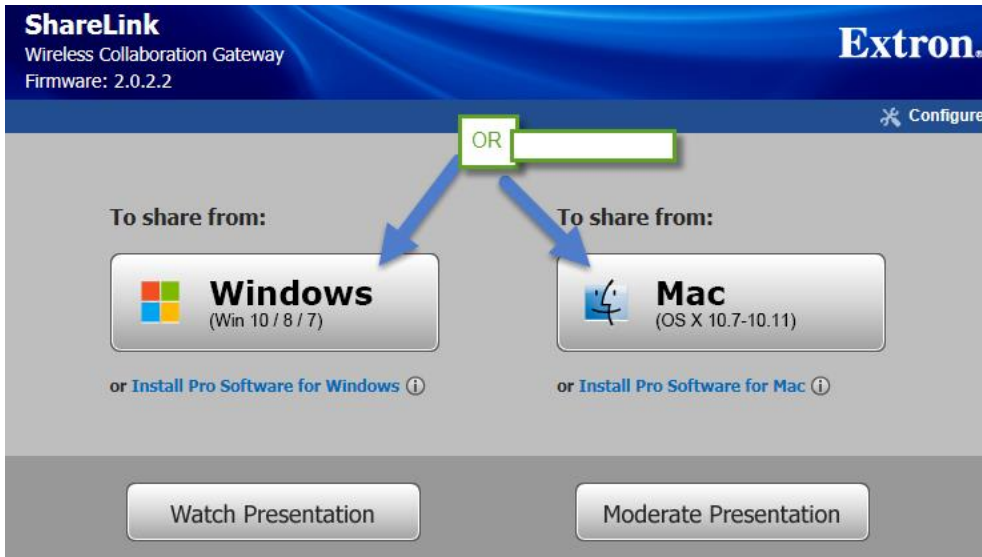 ShareLink
Wireless Collaboration Gateway
Firmware: 2.0.2.2
Extron.
Configure
OR
To share from:
To share from:
Windows
(Win 10 / 8 / 7)
Mac
(OS X 10.7-10.11)
or Install Pro Software for Windows
or Install Pro Software for Mac
Watch Presentation
Moderate Presentation